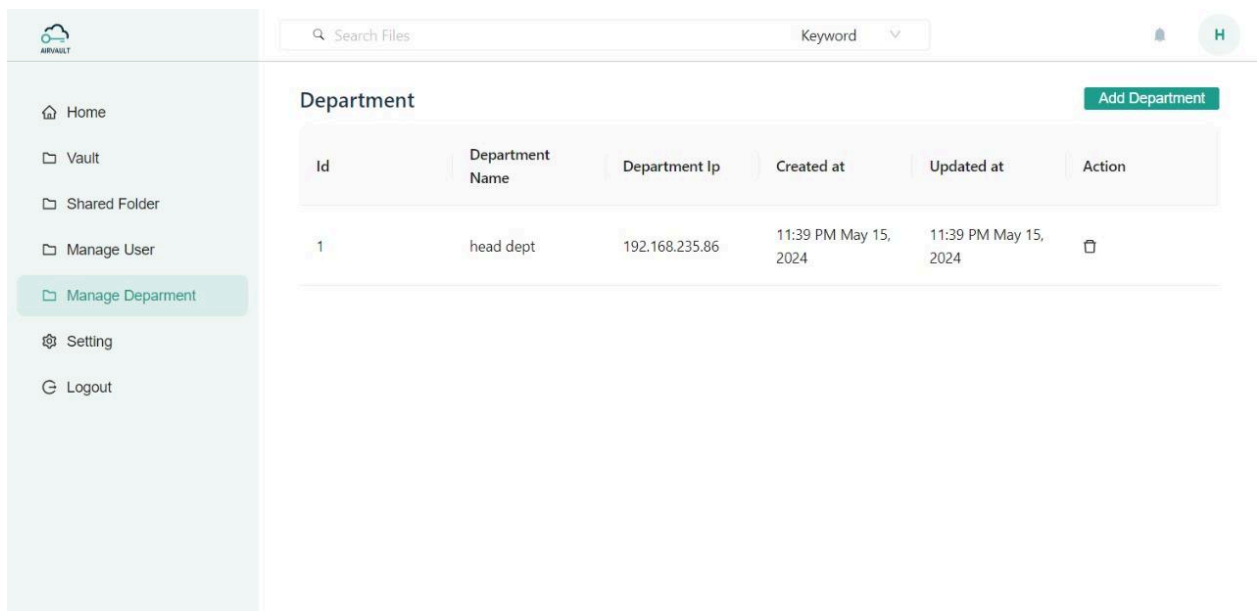 AIRVAULT
Search Files
Keyword
H
Home
Vault
Shared Folder
Manage User
Manage Deparment
Setting
Logout
Department
Add Department
Id
Department
Name
Department Ip
Created at
Updated at
Action
1
head dept
192.168.235.86
11:39 PM May 15,
2024
11:39 PM May 15,
2024